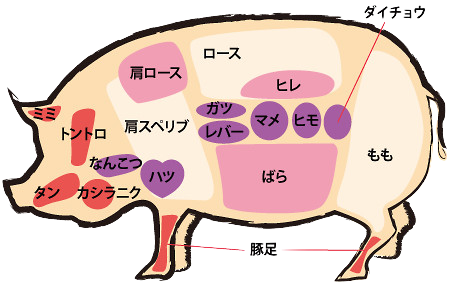 ダイチョウ
ロース
肩ロース
ヒレ
ミミ
トントロ
肩スペリブ
ガツ
レバー
マメ
ヒモ
もも
なんこつ
ハツ
ばら
タン
カシラニク
豚足